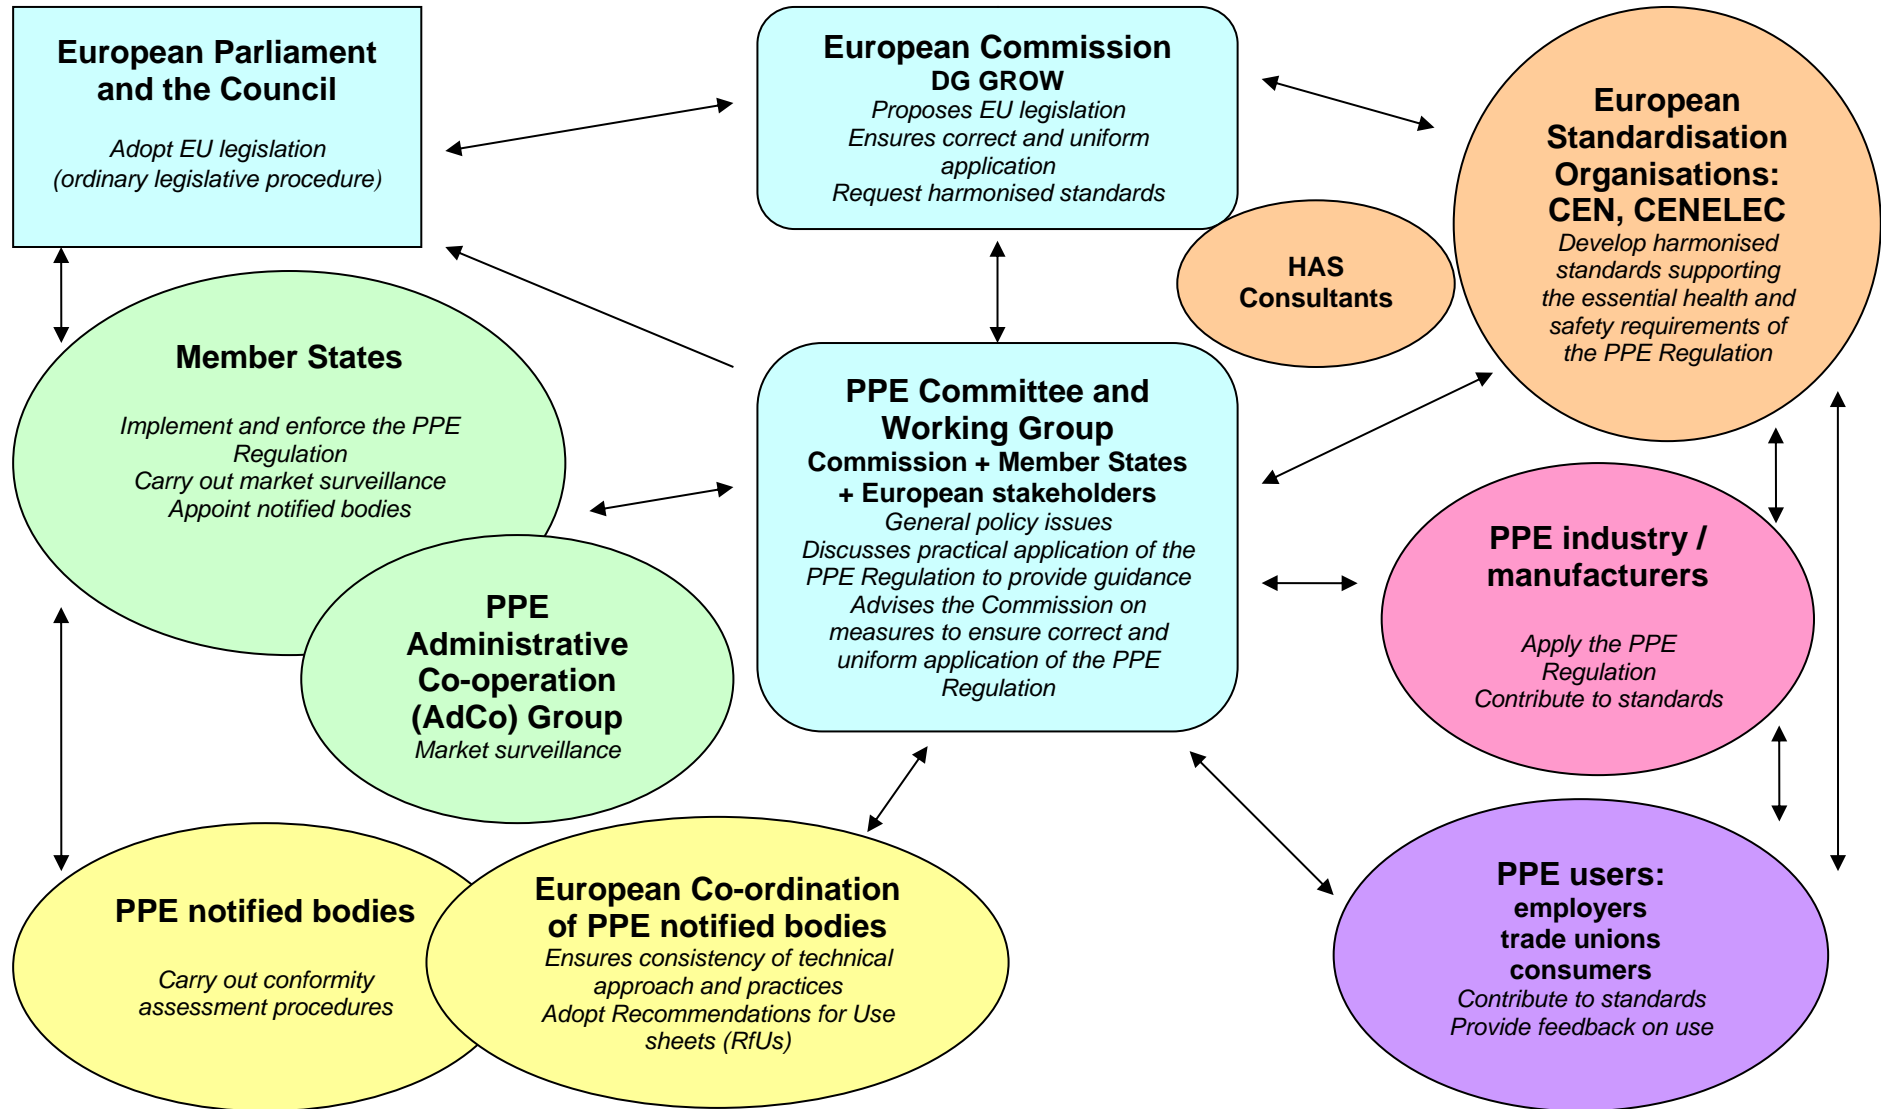 European Parliament
and the Council
Adopt EU legislation
(ordinary legislative procedure)
European Commission
DG GROW
Proposes EU legislation
Ensures correct and uniform
application
Request harmonised standards
European
Standardisation
Organisations:
CEN, CENELEC
Develop harmonised
standards supporting
the essential health and
safety requirements of
the PPE Regulation
HAS
Consultants
Member States
Implement and enforce the PPE
Regulation
Carry out market surveillance
Appoint notified bodies
PPE Committee and
Working Group
Commission + Member States
+ European stakeholders
General policy issues
Discusses practical application of the
PPE Regulation to provide guidance
Advises the Commission on
measures to ensure correct and
uniform application of the PPE
Regulation
PPE industry /
manufacturers
Apply the PPE
Regulation
Contribute to standards
PPE
Administrative
Co-operation
(AdCo) Group
Market surveillance
PPE notified bodies
Carry out conformity
assessment procedures
European Co-ordination
of PPE notified bodies
Ensures consistency of technical
approach and practices
Adopt Recommendations for Use
sheets (RfUs)
PPE users:
employers
trade unions
consumers
Contribute to standards
Provide feedback on use